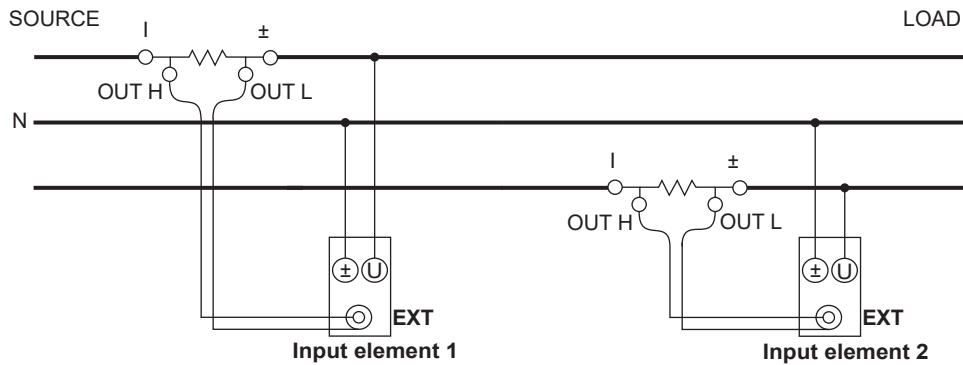 SOURCE
LOAD
I ±
OUT H OUT L
N
I ±
OUT H OUT L
± U
± U
EXT
EXT
Input element 1
Input element 2